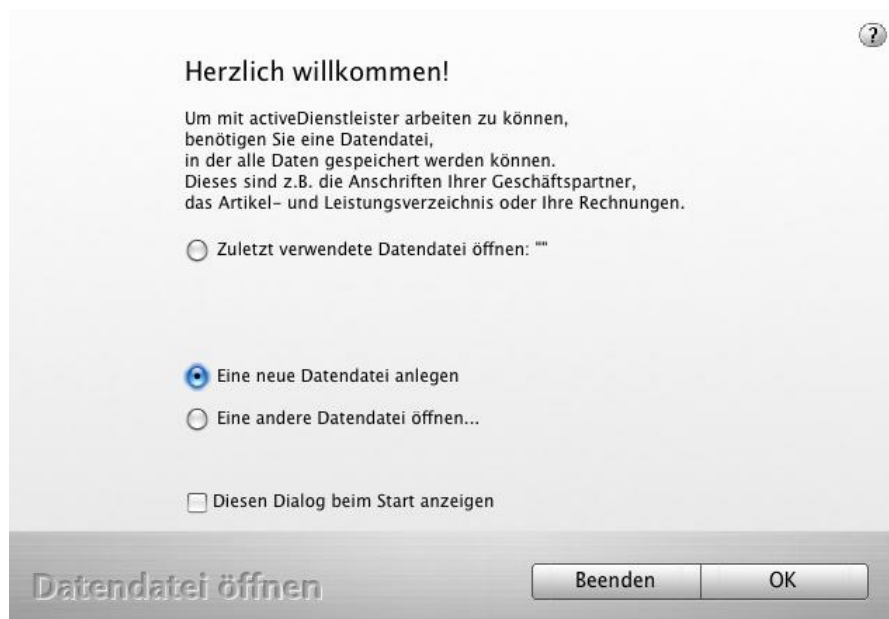 ?
Herzlich willkommen!
Um mit activeDienstleister arbeiten zu können,
benötigen Sie eine Datendatei,
in der alle Daten gespeichert werden können.
Dieses sind z.B. die Anschriften Ihrer Geschäftspartner,
das Artikel- und Leistungsverzeichnis oder Ihre Rechnungen.
Zuletzt verwendete Datendatei öffnen: ""
Eine neue Datendatei anlegen
Eine andere Datendatei öffnen...
Diesen Dialog beim Start anzeigen
Datendatei öffnen
Beenden
OK